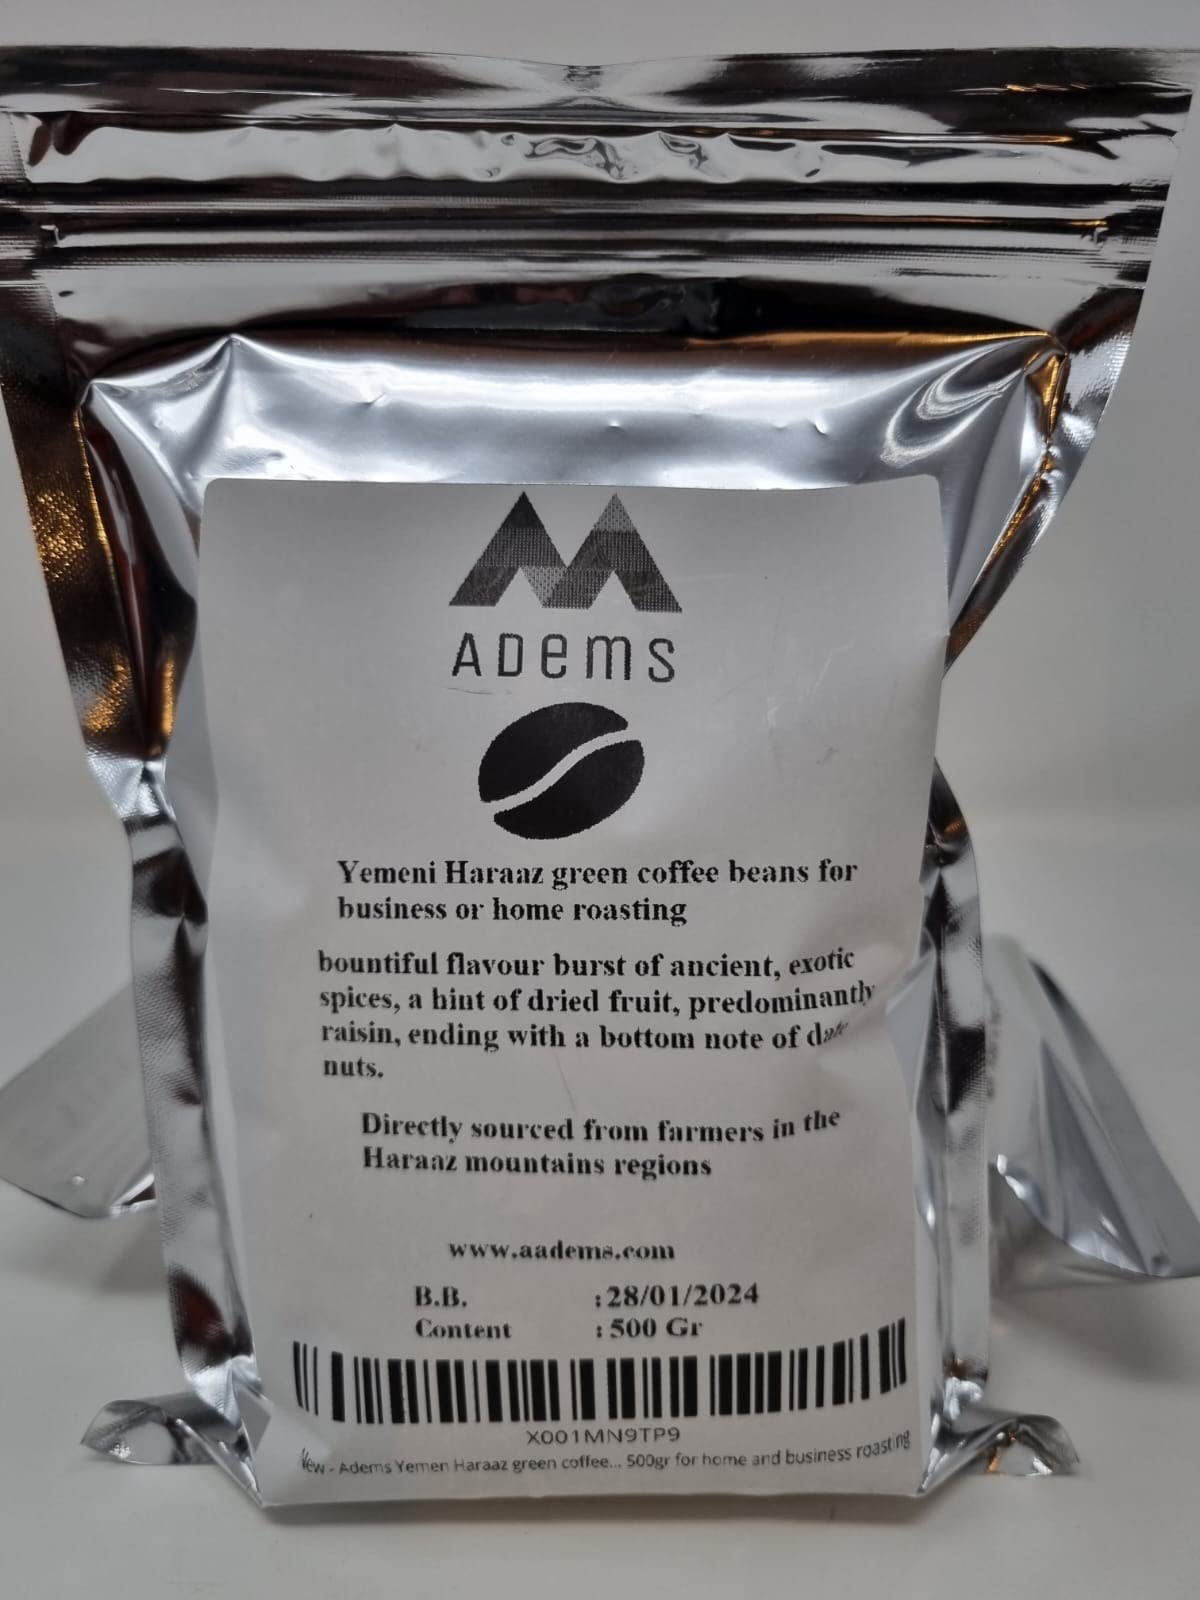 ADemS
Yemeni Haraaz green coffee beans for
business or home roasting
bountiful flavour burst of ancient, exotic
spices, a hint of dried fruit, predominantly
raisin, ending with a bottom note of
nuts.
Directly sourced from farmers in the
Haraaz mountains regions
www.aadems.com
B.B. : 28/01/2024
Content : 500 Gr
X001MN9TP9
New - Adems Yemen Haraaz green coffee... 500gr for home and business roasting